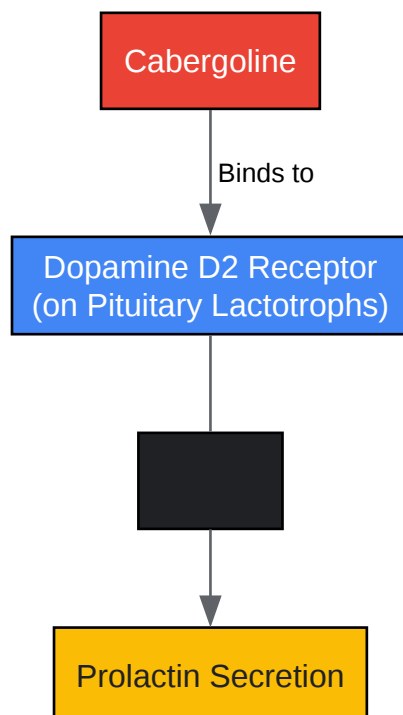 Cabergoline
Binds to
Dopamine D2 Receptor
(on Pituitary Lactotrophs)
Prolactin Secretion